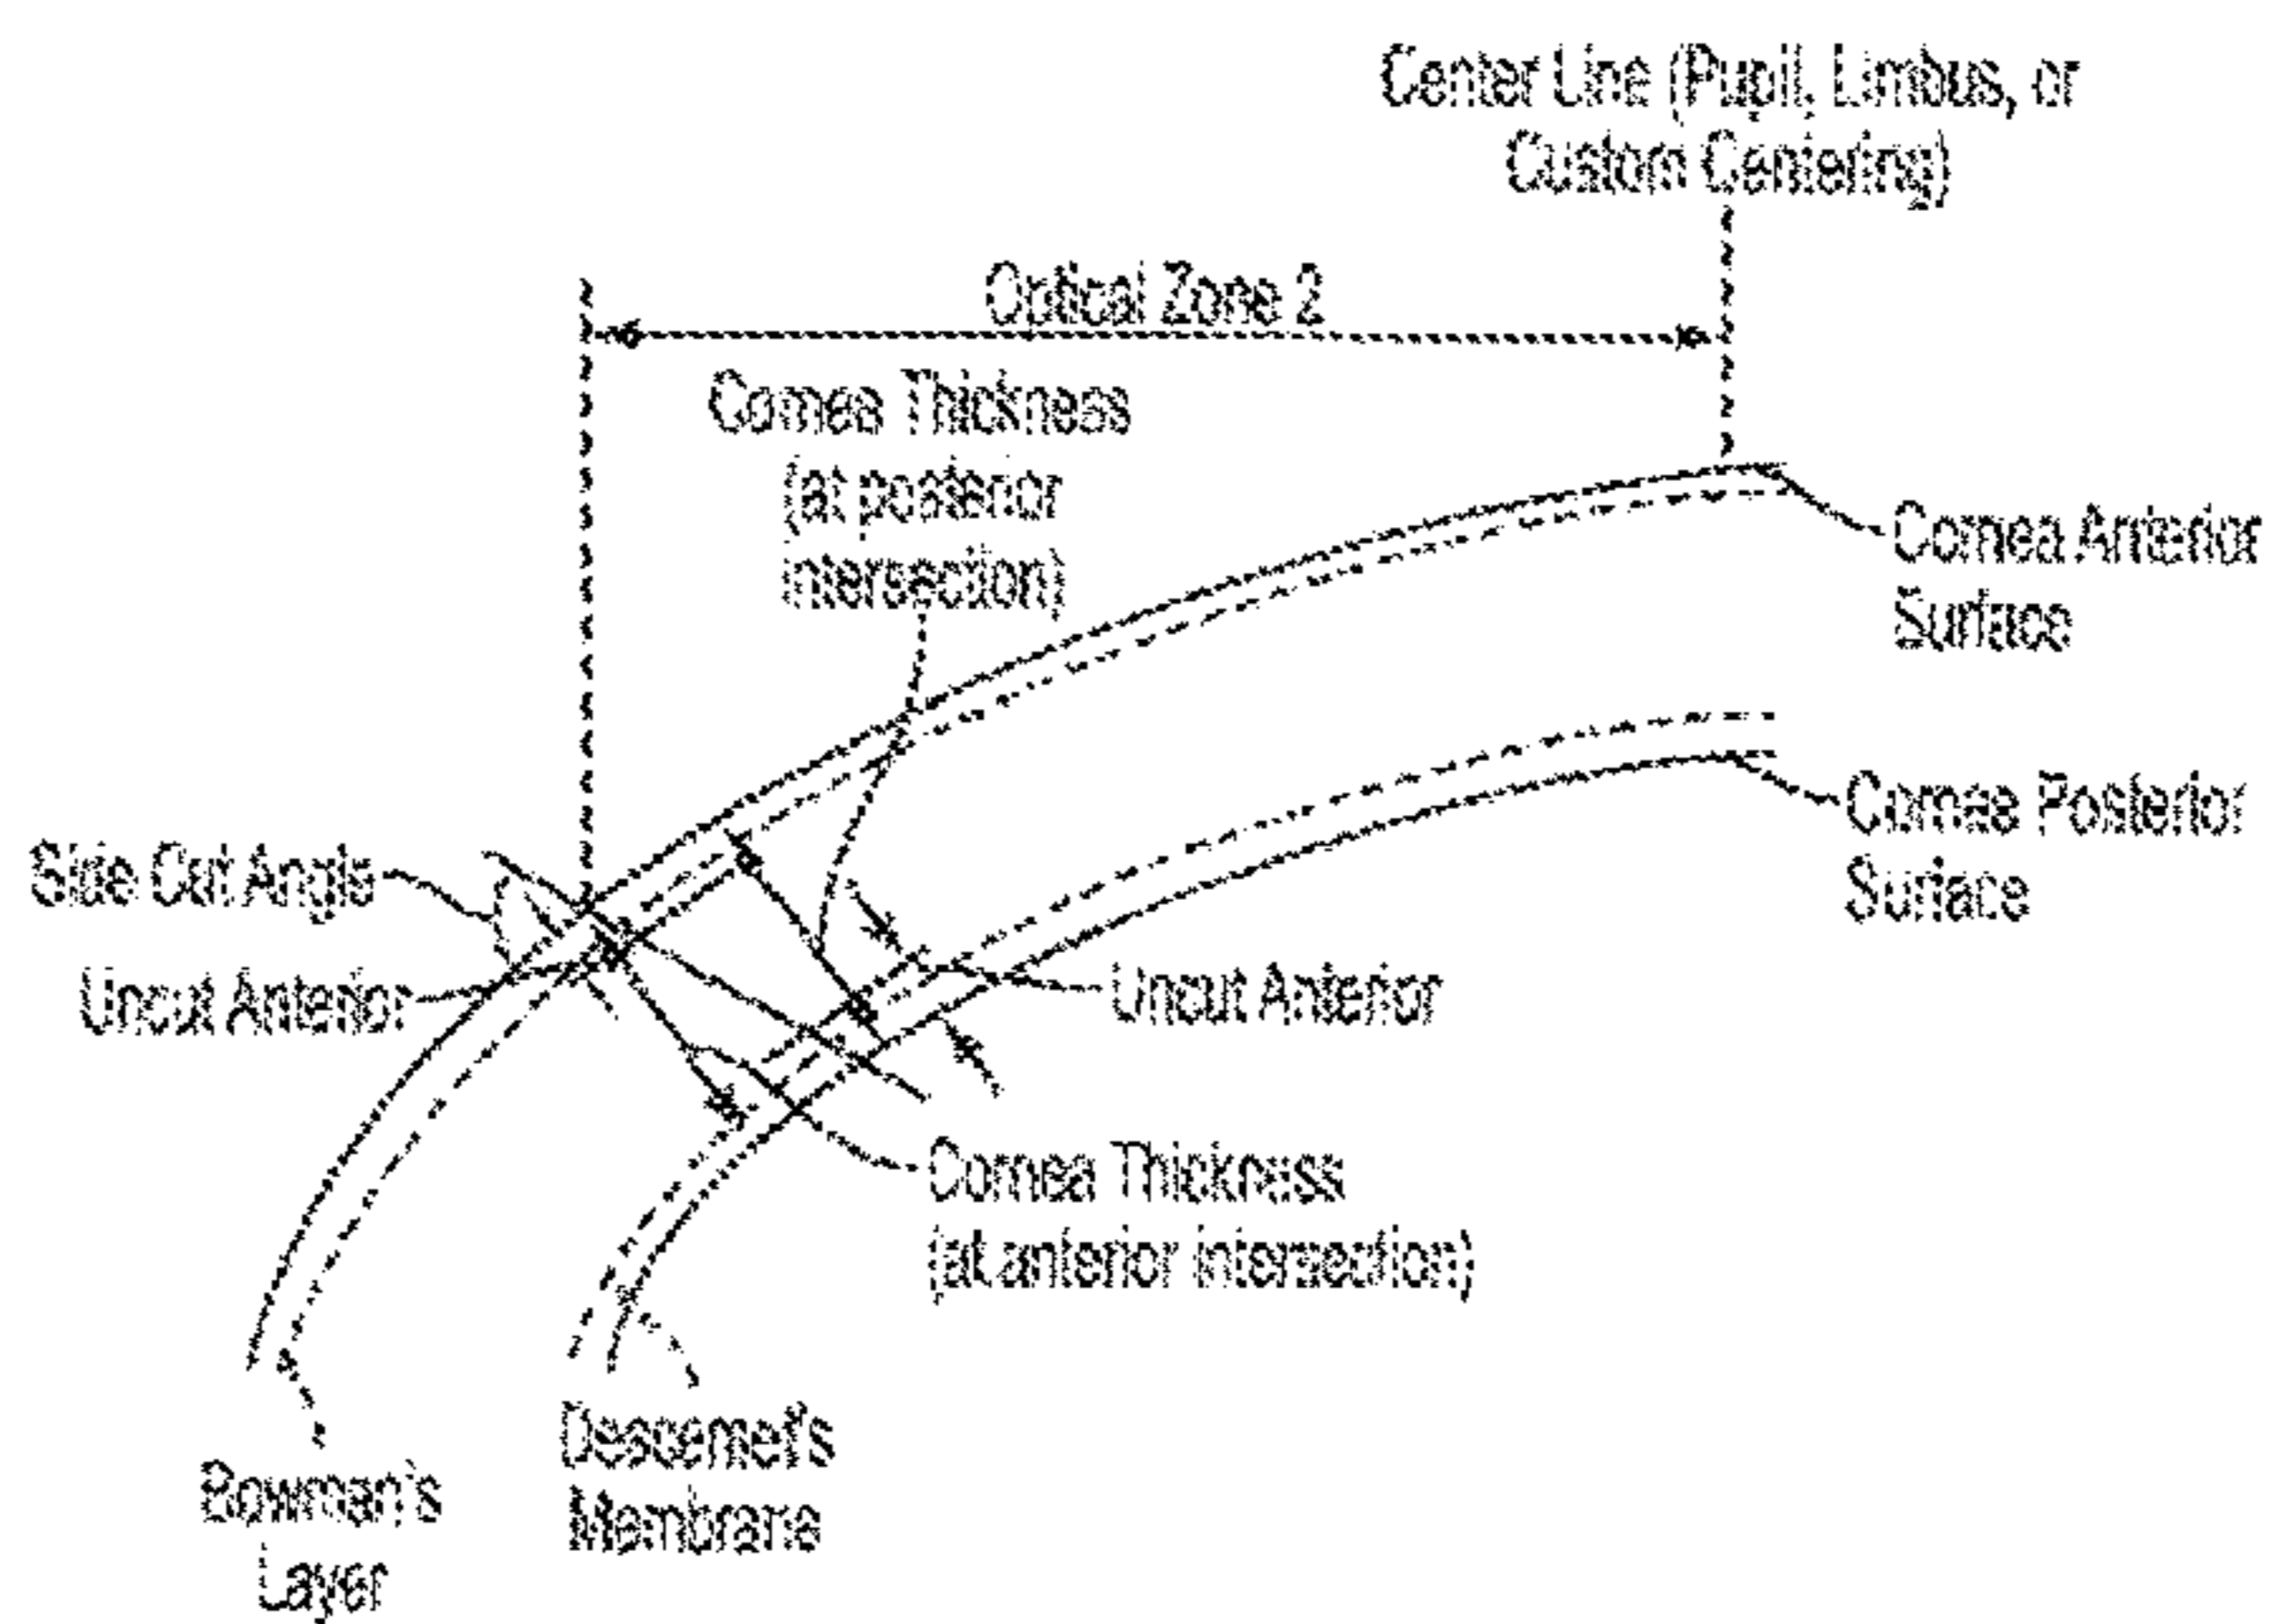 Center Line (Pupil, Limbus, or
Custom Centering)
Optical Zone 2
Cornea Thickness
(at posterior
intersection)
Cornea Anterior
Surface
Cornea Posterior
Surface
Side Cut Angle
Uncut Anterior
Uncut Anterior
Cornea Thickness
(at anterior intersection)
Descemet's
Membrane
Bowman's
Layer